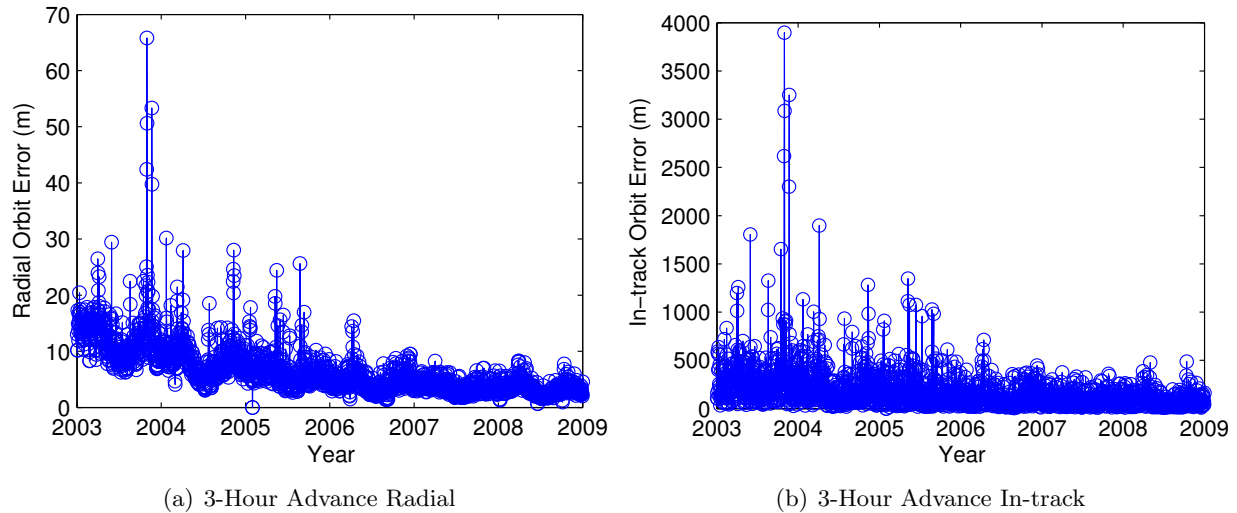 70
60
50
40
30
20
10
0
Radial Orbit Error (m)
2003 2004 2005 2006 2007 2008 2009
Year
(a) 3-Hour Advance Radial
4000
3500
3000
2500
2000
1500
1000
500
0
In-track Orbit Error (m)
2003 2004 2005 2006 2007 2008 2009
Year
(b) 3-Hour Advance In-track